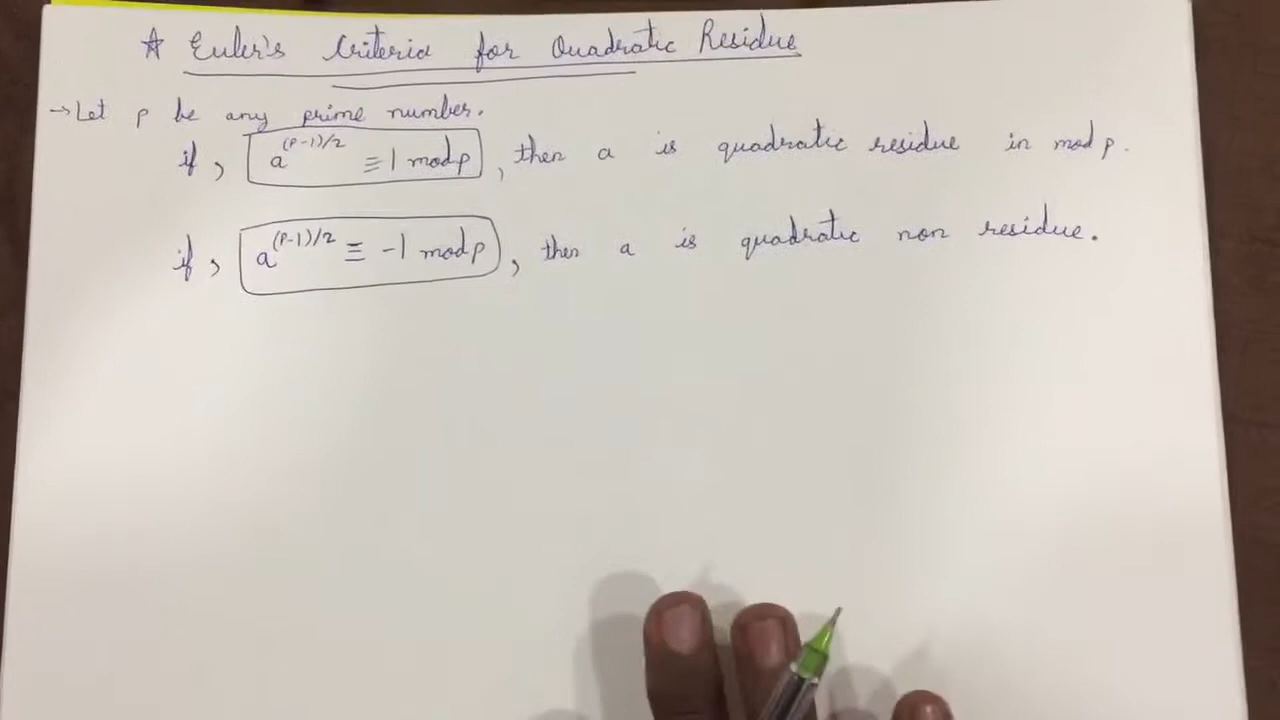 ☆ Euler's Criteria for Quadratic Residue
→ Let p be any prime number.
if, a^(P-1)/2 ≡ 1 mod p, then a is quadratic residue in mod p.
if, a^(P-1)/2 ≡ -1 mod p, then a is quadratic non residue.